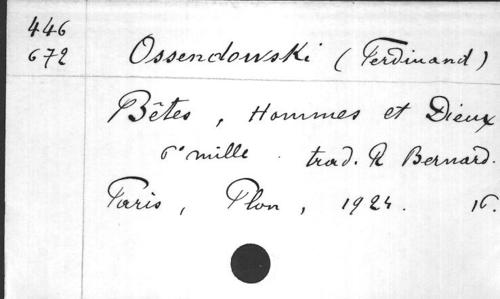 446
672
Ossendowski (Ferdinand)
Bêtes, Hommes et Dieux
6e mille. trad. R Bernard.
Paris, Plon, 1924. 16.